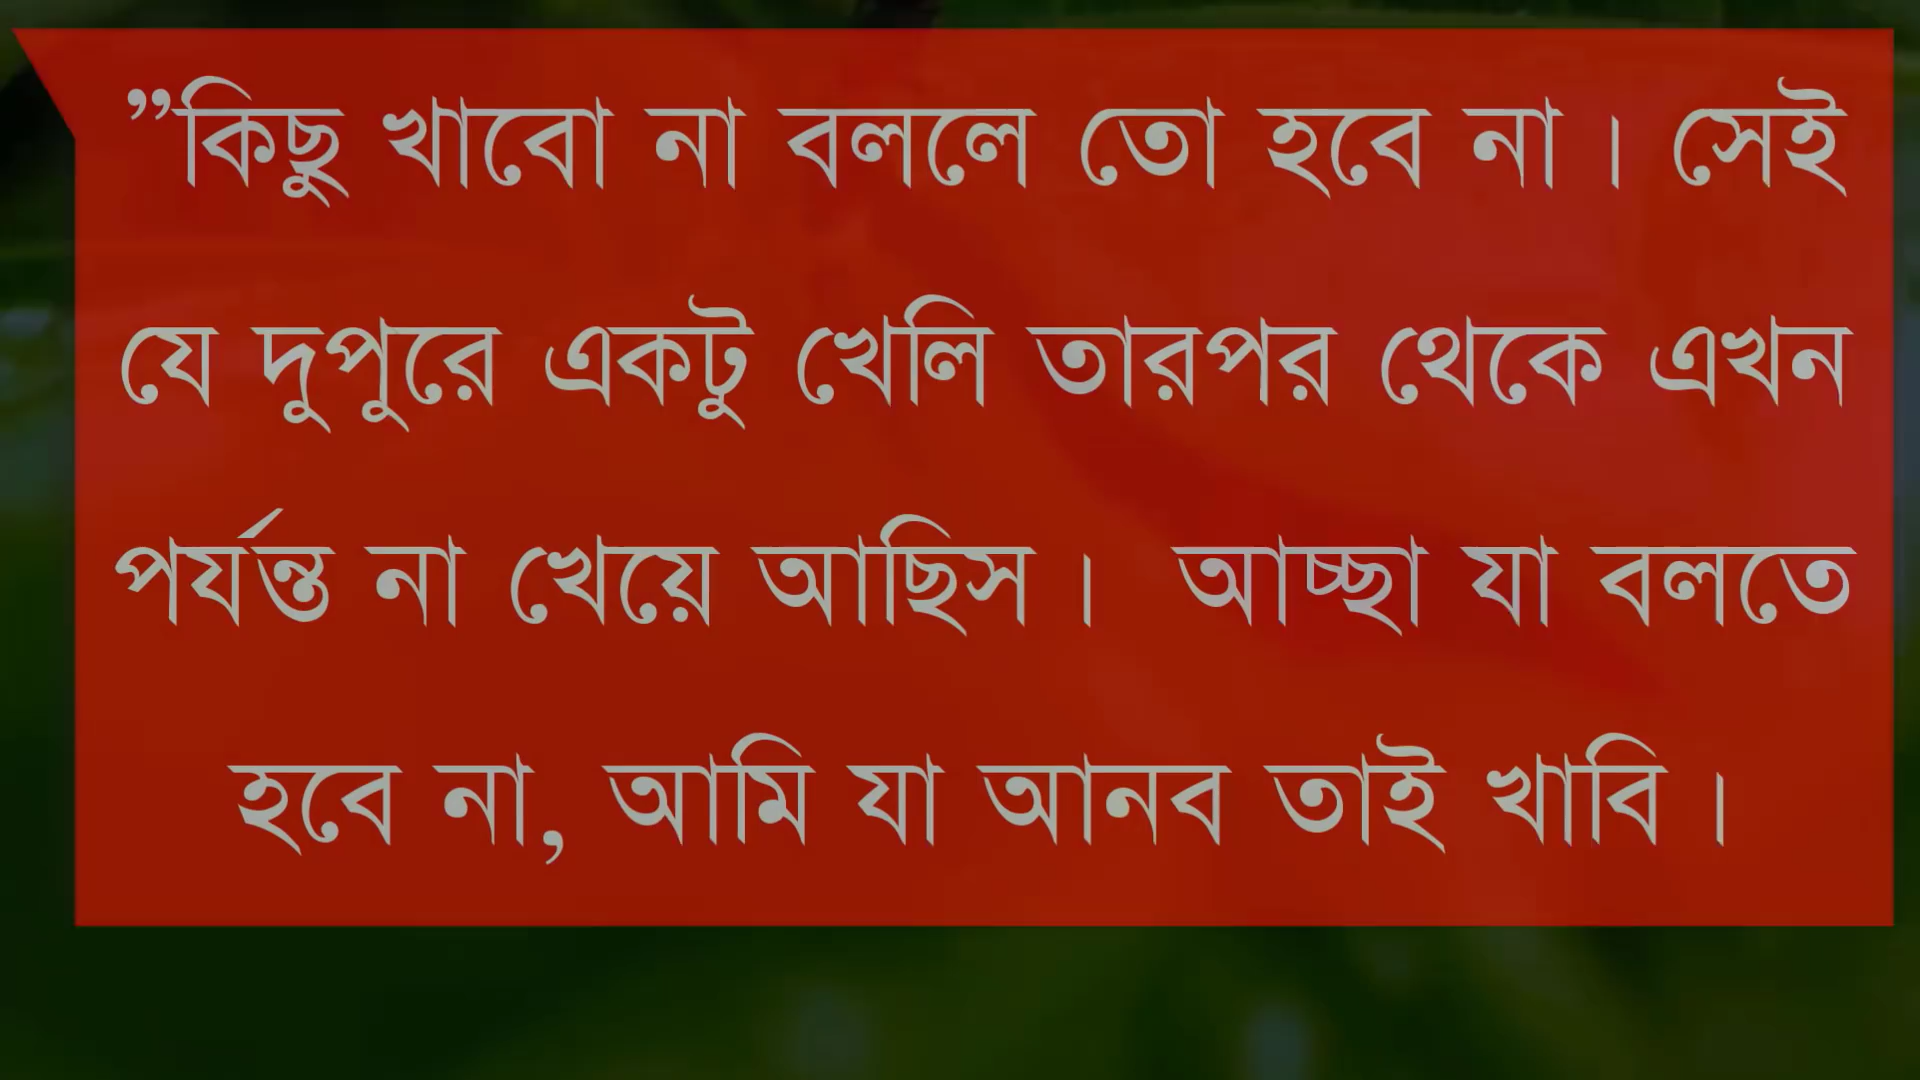 ”কিছু খাবো না বললে তো হবে না। সেই
যে দুপুরে একটু খেলি তারপর থেকে এখন
পর্যন্ত না খেয়ে আছিস। আচ্ছা যা বলতে
হবে না, আমি যা আনব তাই খাবি।